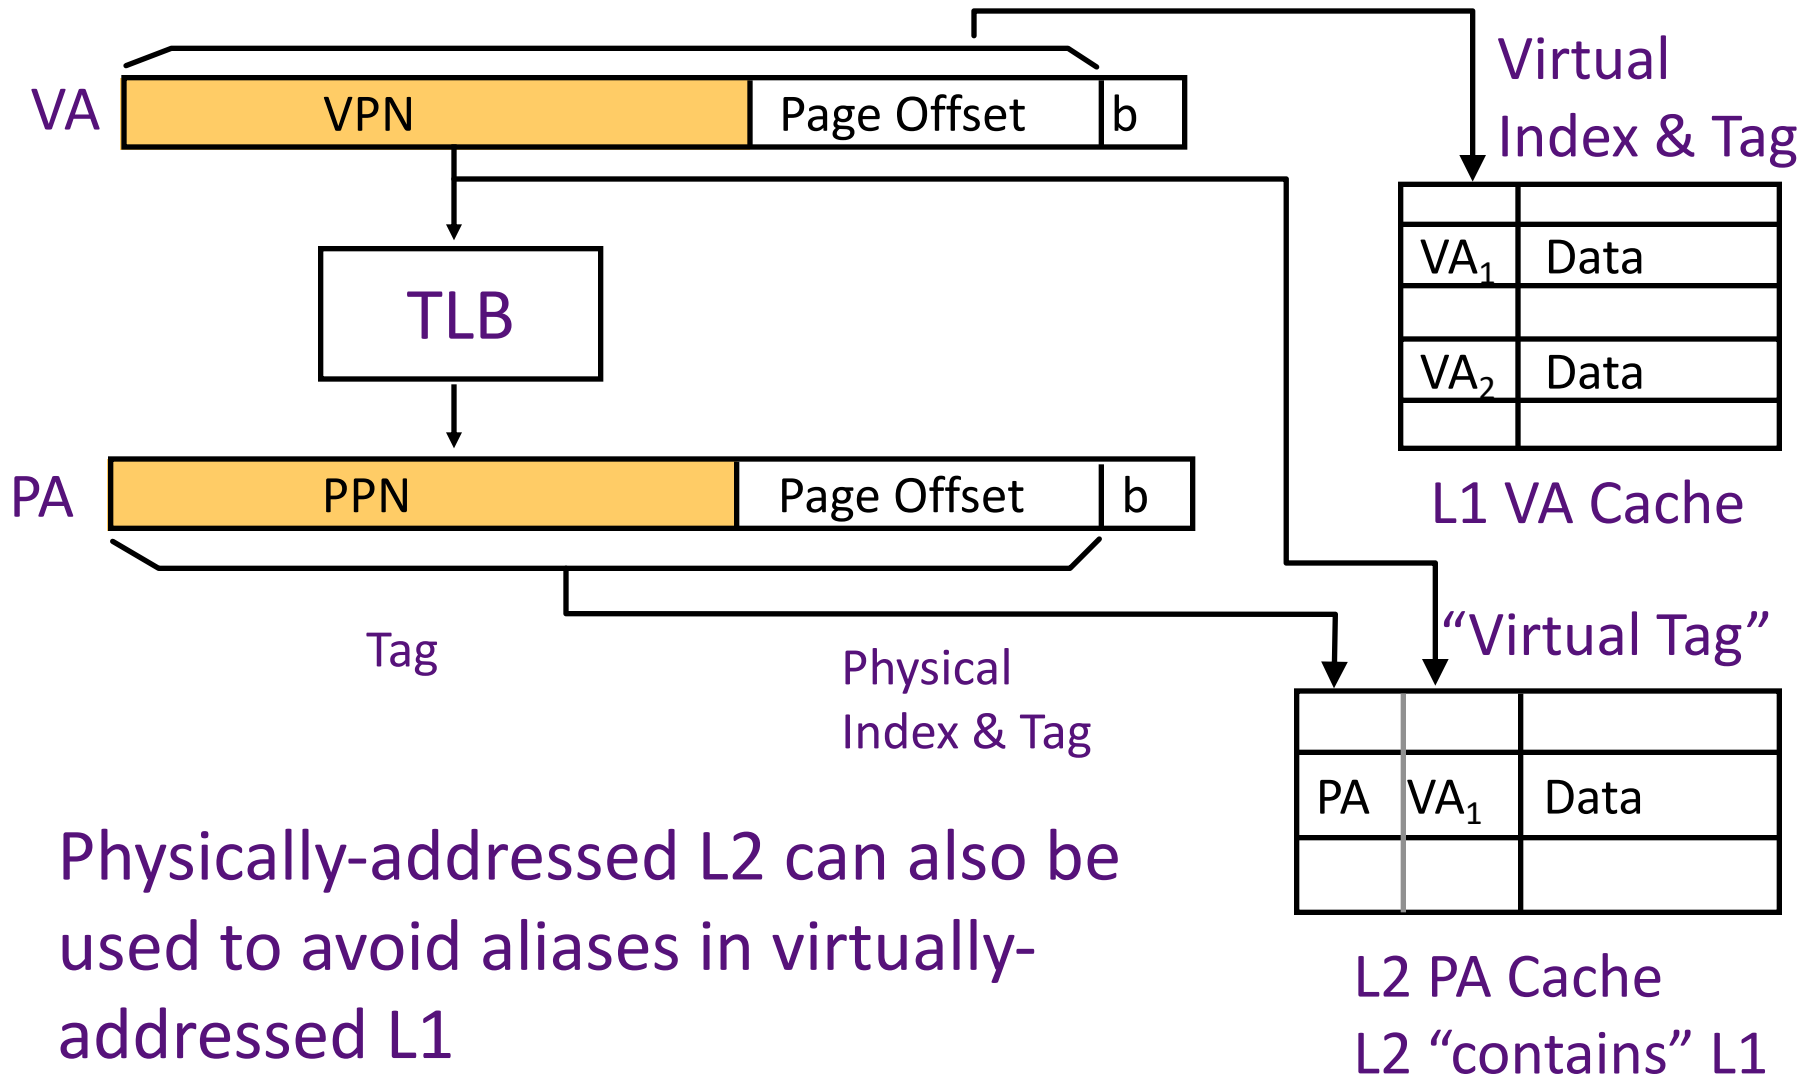 VA
VPN
Page Offset
b
Virtual
Index & Tag
VA₁
Data
VA₂
Data
L1 VA Cache
TLB
PA
PPN
Page Offset
b
Tag
Physical
Index & Tag
“Virtual Tag”
PA
VA₁
Data
L2 PA Cache
L2 “contains” L1
Physically-addressed L2 can also be
used to avoid aliases in virtually-
addressed L1